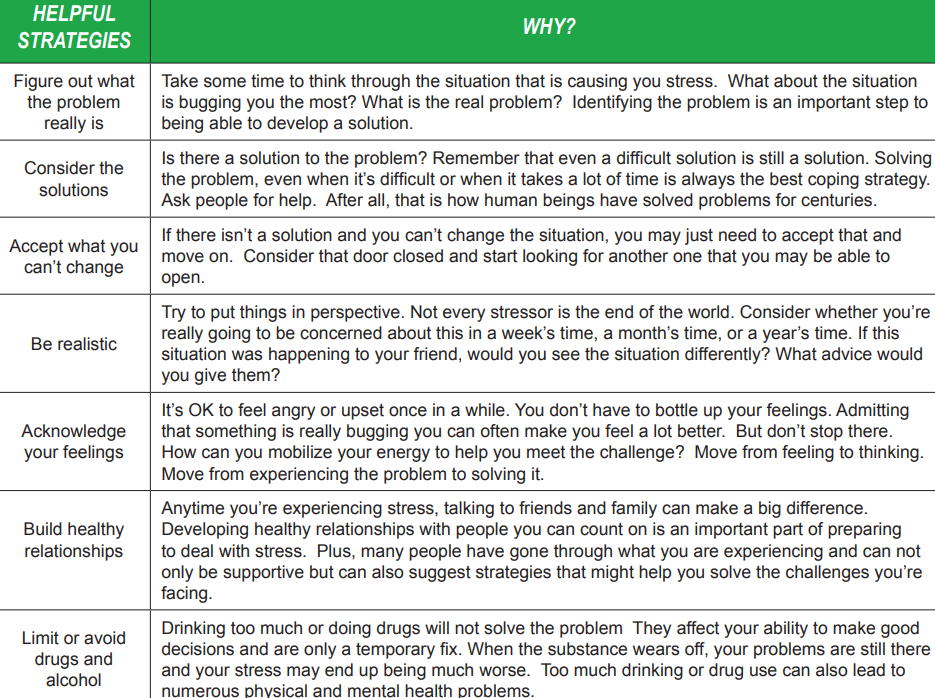 HELPFUL
STRATEGIES
WHY?
Figure out what
the problem
really is
Take some time to think through the situation that is causing you stress.  What about the situation
is bugging you the most? What is the real problem?  Identifying the problem is an important step to
being able to develop a solution.
Consider the
solutions
Is there a solution to the problem? Remember that even a difficult solution is still a solution. Solving
the problem, even when it’s difficult or when it takes a lot of time is always the best coping strategy.
Ask people for help.  After all, that is how human beings have solved problems for centuries.
Accept what you
can’t change
If there isn’t a solution and you can’t change the situation, you may just need to accept that and
move on.  Consider that door closed and start looking for another one that you may be able to
open.
Be realistic
Try to put things in perspective. Not every stressor is the end of the world. Consider whether you’re
really going to be concerned about this in a week’s time, a month’s time, or a year’s time. If this
situation was happening to your friend, would you see the situation differently? What advice would
you give them?
Acknowledge
your feelings
It’s OK to feel angry or upset once in a while. You don’t have to bottle up your feelings. Admitting
that something is really bugging you can often make you feel a lot better.  But don’t stop there.
How can you mobilize your energy to help you meet the challenge?  Move from feeling to thinking.
Move from experiencing the problem to solving it.
Build healthy
relationships
Anytime you’re experiencing stress, talking to friends and family can make a big difference.
Developing healthy relationships with people you can count on is an important part of preparing
to deal with stress.  Plus, many people have gone through what you are experiencing and can not
only be supportive but can also suggest strategies that might help you solve the challenges you’re
facing.
Limit or avoid
drugs and
alcohol
Drinking too much or doing drugs will not solve the problem  They affect your ability to make good
decisions and are only a temporary fix. When the substance wears off, your problems are still there
and your stress may end up being much worse.  Too much drinking or drug use can also lead to
numerous physical and mental health problems.